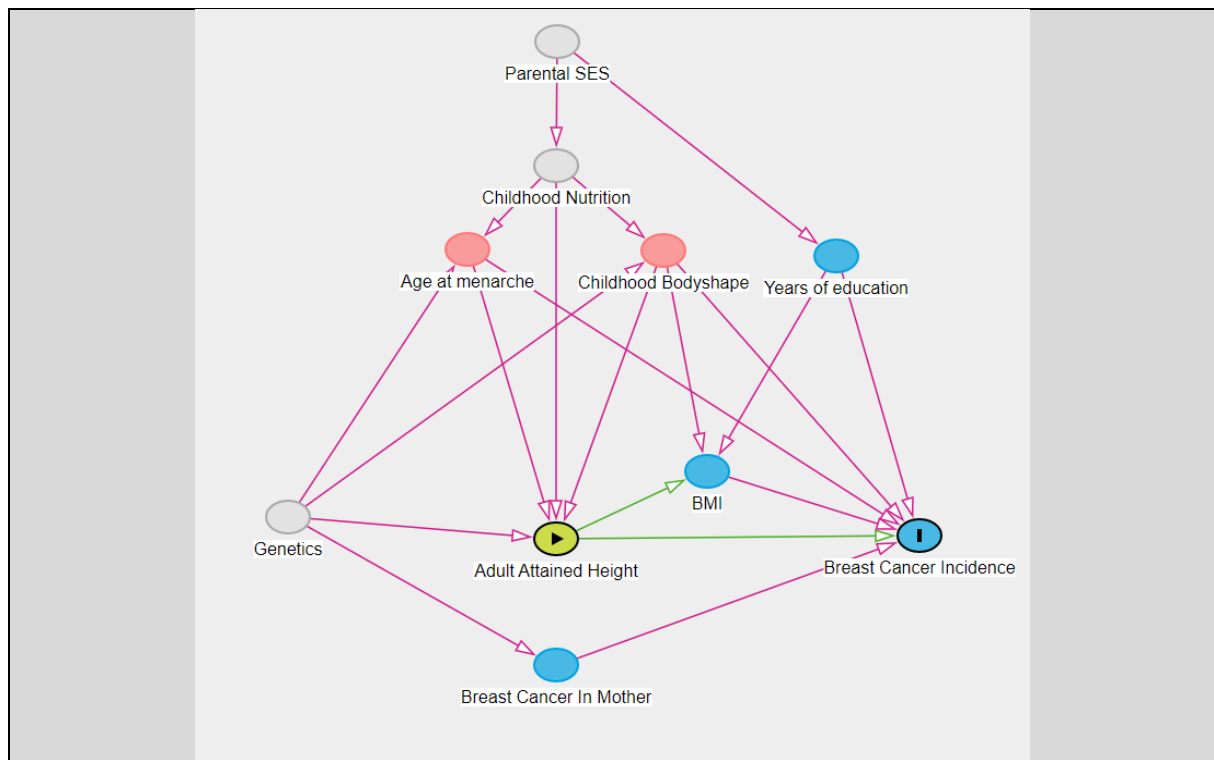 Parental SES
Childhood Nutrition
Age at menarche
Childhood Bodyshape
Years of education
BMI
Genetics
Adult Attained Height
Breast Cancer Incidence
Breast Cancer In Mother